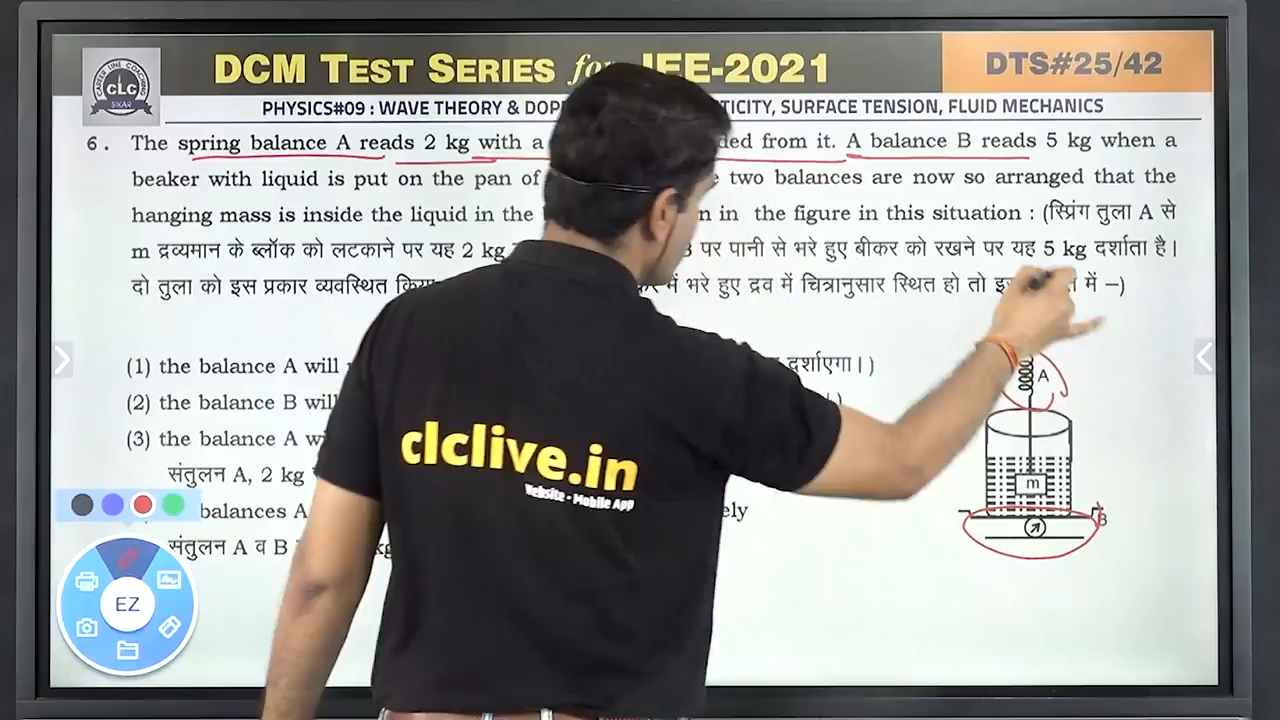 DCM TEST SERIES for JEE-2021
DTS#25/42
CAREER LINE COACHING
CLC
SIKAR
PHYSICS#09 : WAVE THEORY & TICITY, SURFACE TENSION, FLUID MECHANICS
6. The spring balance A reads 2 kg with a ded from it. A balance B reads 5 kg when a
beaker with liquid is put on the pan of two balances are now so arranged that the
hanging mass is inside the liquid in the in the figure in this situation : (स्प्रिंग तुला A से
m द्रव्यमान के ब्लॉक को लटकाने पर यह 2 kg पर पानी से भरे हुए बीकर को रखने पर यह 5 kg दर्शाता है।
दो तुला को इस प्रकार व्यवस्थित में भरे हुए द्रव में चित्रानुसार स्थित हो तो में –)
(1) the balance A will दर्शाएगा।)
(2) the balance B will
(3) the balance A
संतुलन A, 2 kg
balances A ely
संतुलन A व B
A
m
B
clclive.in
Website • Mobile App
EZ